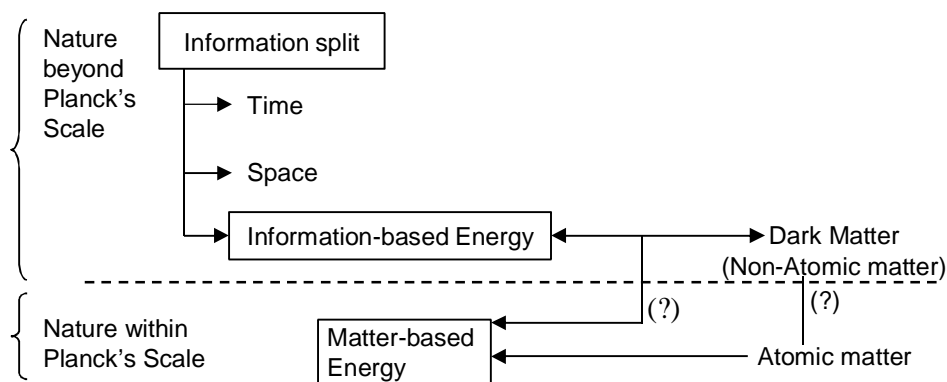 Nature
beyond
Planck's
Scale
Information split
Time
Space
Information-based Energy
Dark Matter
(Non-Atomic matter)
(?)
(?)
Nature within
Planck's Scale
Matter-based
Energy
Atomic matter